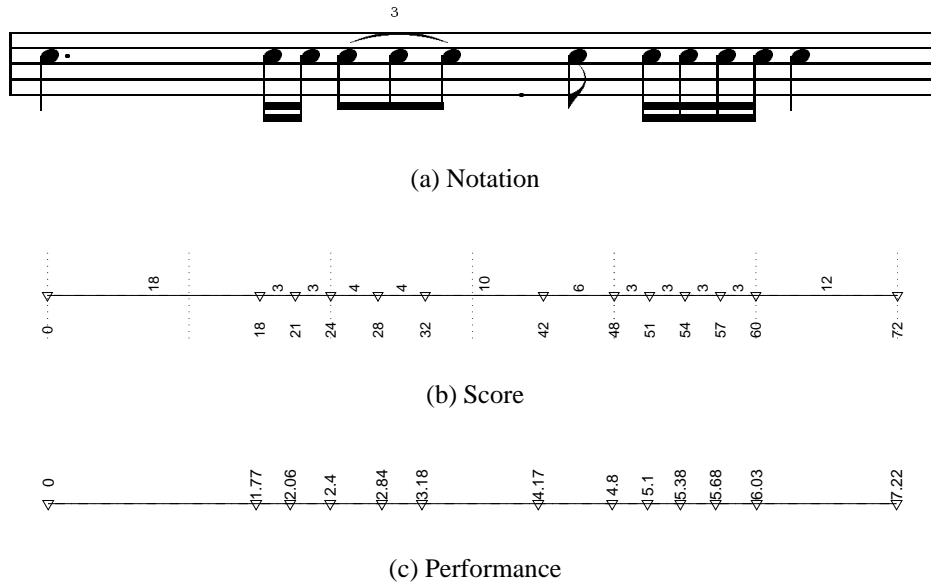 3
(a) Notation
18 3 3 4 4 10 6 3 3 3 3 12
0 18 21 24 28 32 42 48 51 54 57 60 72
(b) Score
0 1.77 2.06 2.4 2.84 3.18 4.17 4.8 5.1 5.38 5.68 6.03 7.22
(c) Performance